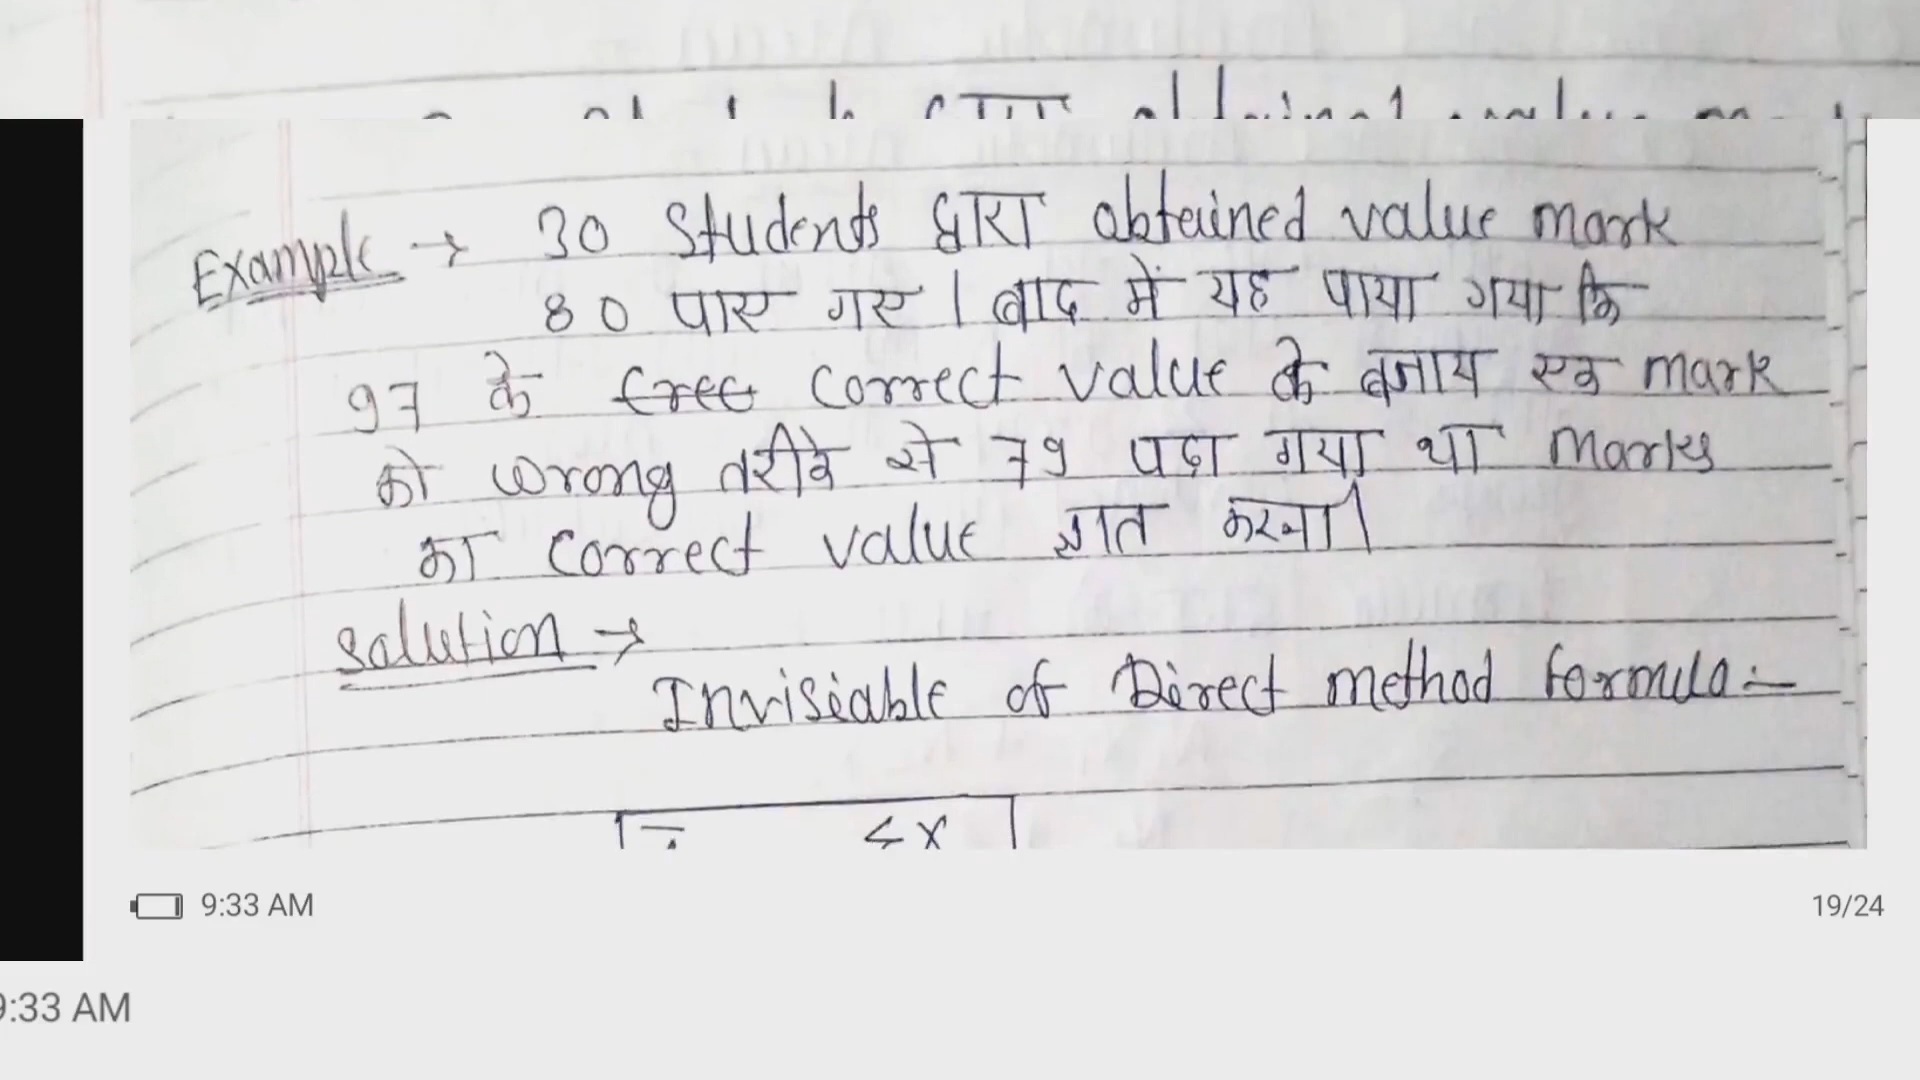 Example → 30 Students द्वारा obtained value mark
80 पाए गए । बाद में यह पाया गया कि
97 के correct value के बजाय एक mark
को wrong तरीके से 79 पढ़ा गया था marks
का correct value ज्ञात करना।
Solution →
Invisiable of Direct method formula:-
9:33 AM
19/24
9:33 AM